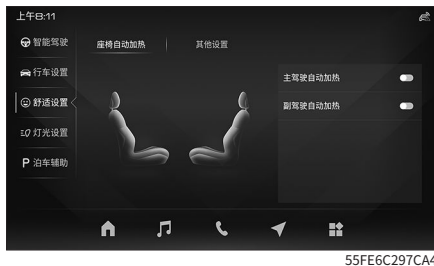 上午8:11
智能驾驶
座椅自动加热
其他设置
行车设置
主驾驶自动加热
舒适设置
副驾驶自动加热
灯光设置
P 泊车辅助
55FE6C297CA4